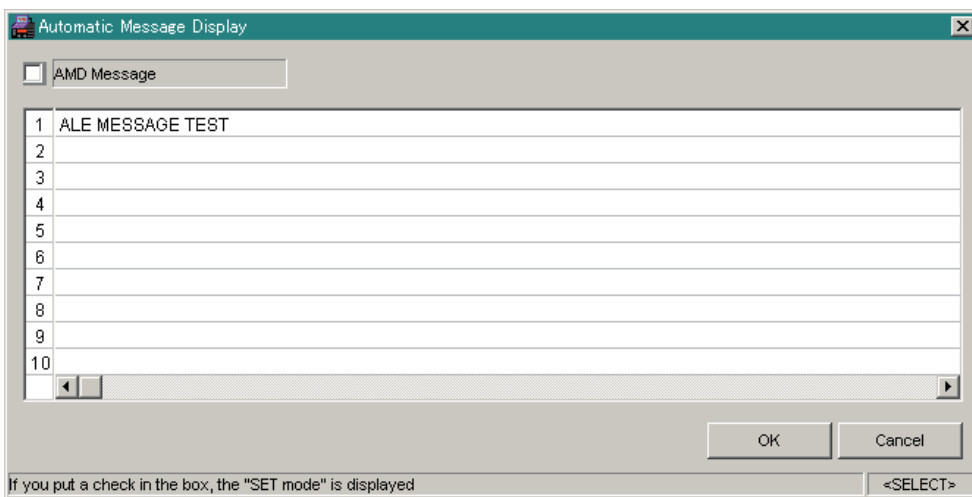 Automatic Message Display
AMD Message
1 ALE MESSAGE TEST
2
3
4
5
6
7
8
9
10
OK Cancel
If you put a check in the box, the "SET mode" is displayed <SELECT>